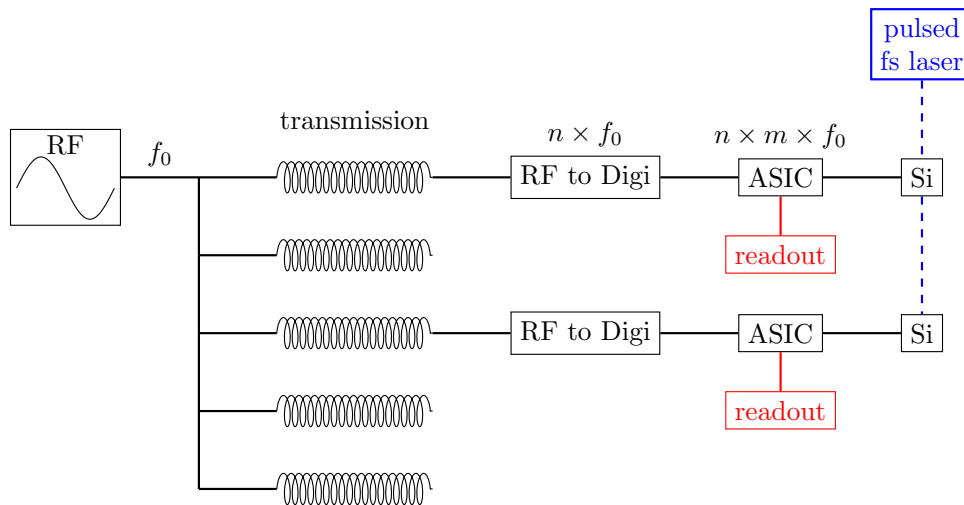 pulsed
fs laser
RF
f₀
transmission
n × f₀
n × m × f₀
RF to Digi
ASIC
Si
readout
RF to Digi
ASIC
Si
readout